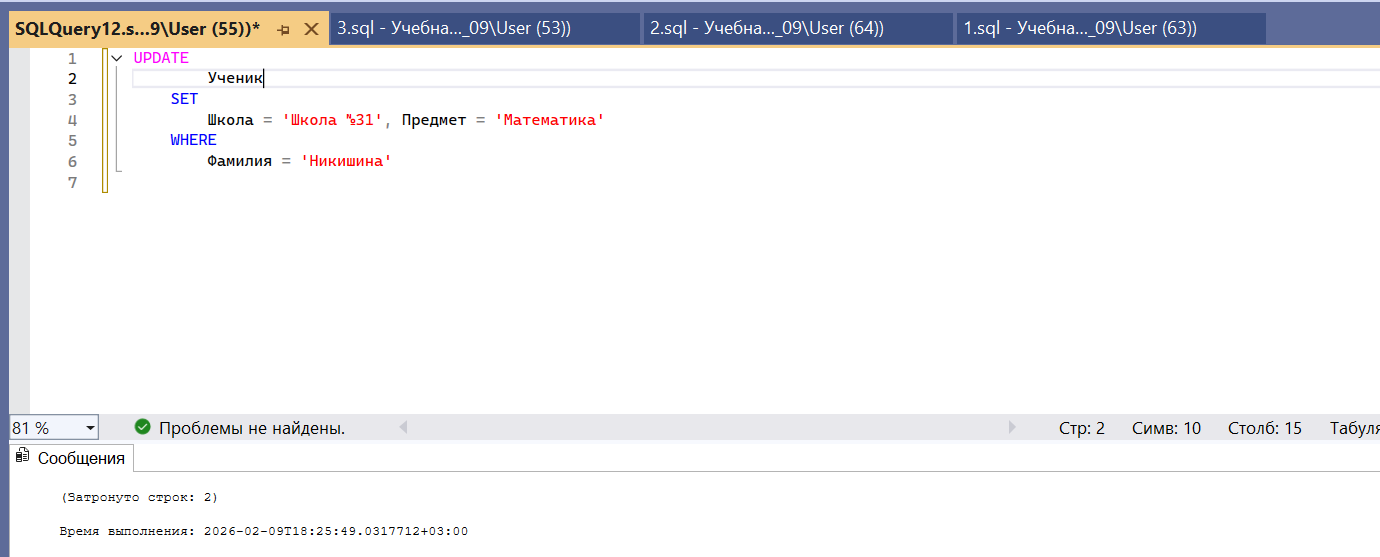 SQLQuery12.s...9\User (55))* 3.sql - Учебна..._09\User (53)) 2.sql - Учебна..._09\User (64)) 1.sql - Учебна..._09\User (63))
1 UPDATE
2 Ученик
3 SET
4 Школа = 'Школа №31', Предмет = 'Математика'
5 WHERE
6 Фамилия = 'Никишина'
7
81 % Проблемы не найдены. Стр: 2 Симв: 10 Столб: 15 Табуля
Сообщения
(Затронуто строк: 2)
Время выполнения: 2026-02-09T18:25:49.0317712+03:00